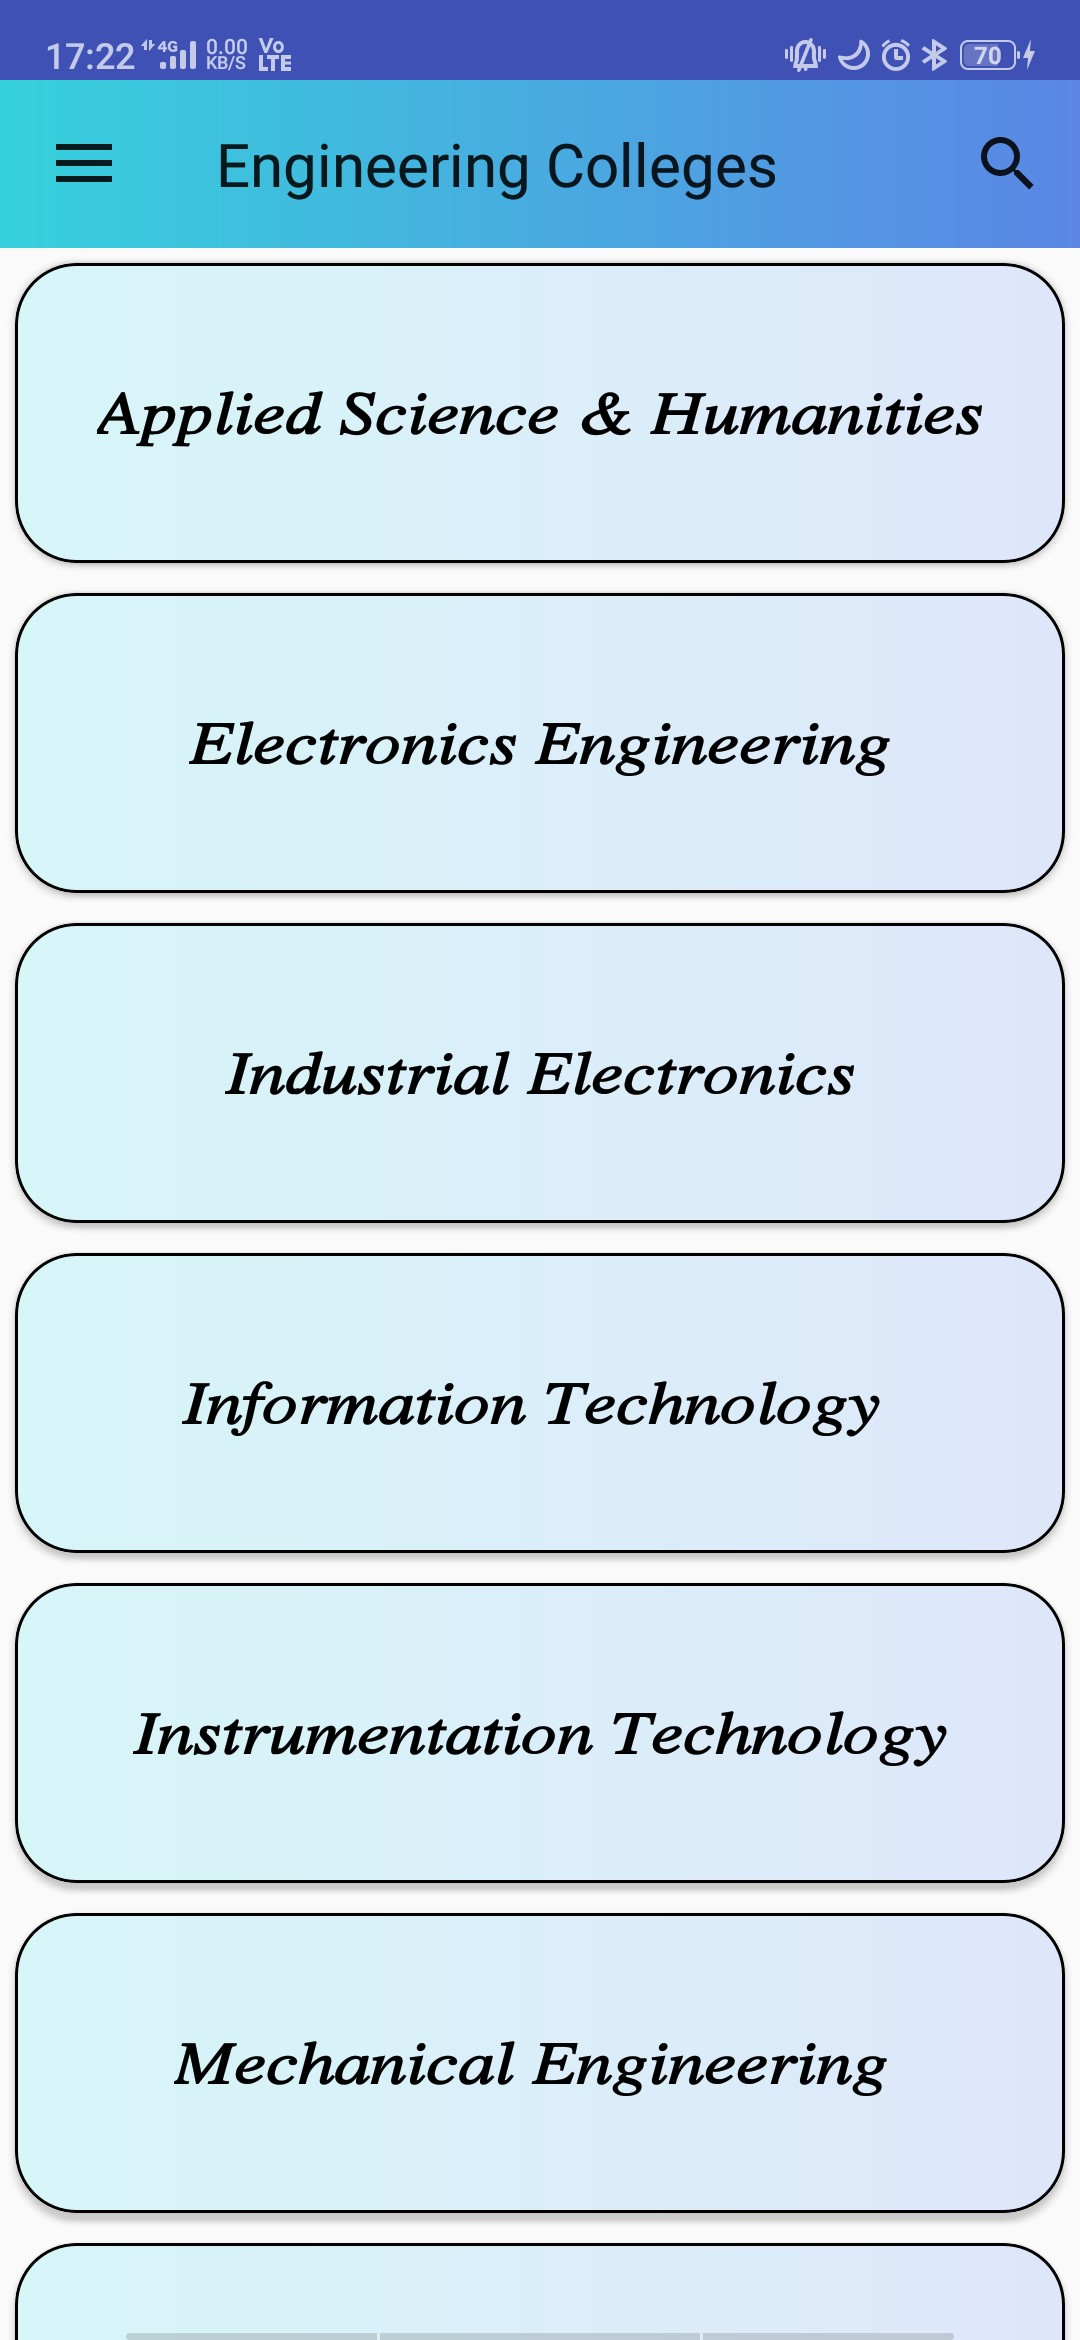 17:22 4G 0.00 KB/S Vo LTE 70
Engineering Colleges
Applied Science & Humanities
Electronics Engineering
Industrial Electronics
Information Technology
Instrumentation Technology
Mechanical Engineering